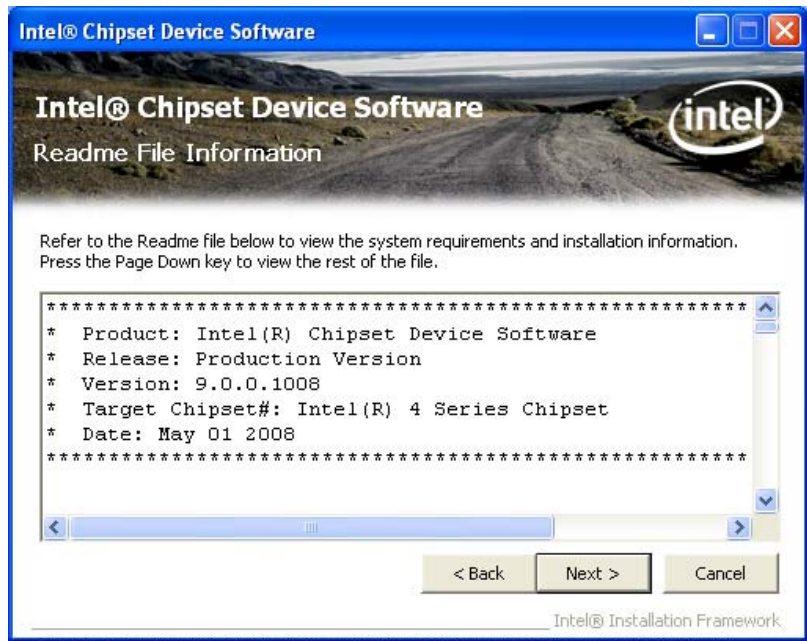 Intel® Chipset Device Software
Intel® Chipset Device Software
intel
Readme File Information
Refer to the Readme file below to view the system requirements and installation information.
Press the Page Down key to view the rest of the file.
********************************************************
*  Product: Intel(R) Chipset Device Software
*  Release: Production Version
*  Version: 9.0.0.1008
*  Target Chipset#: Intel(R) 4 Series Chipset
*  Date: May 01 2008
********************************************************
< Back
Next >
Cancel
Intel® Installation Framework